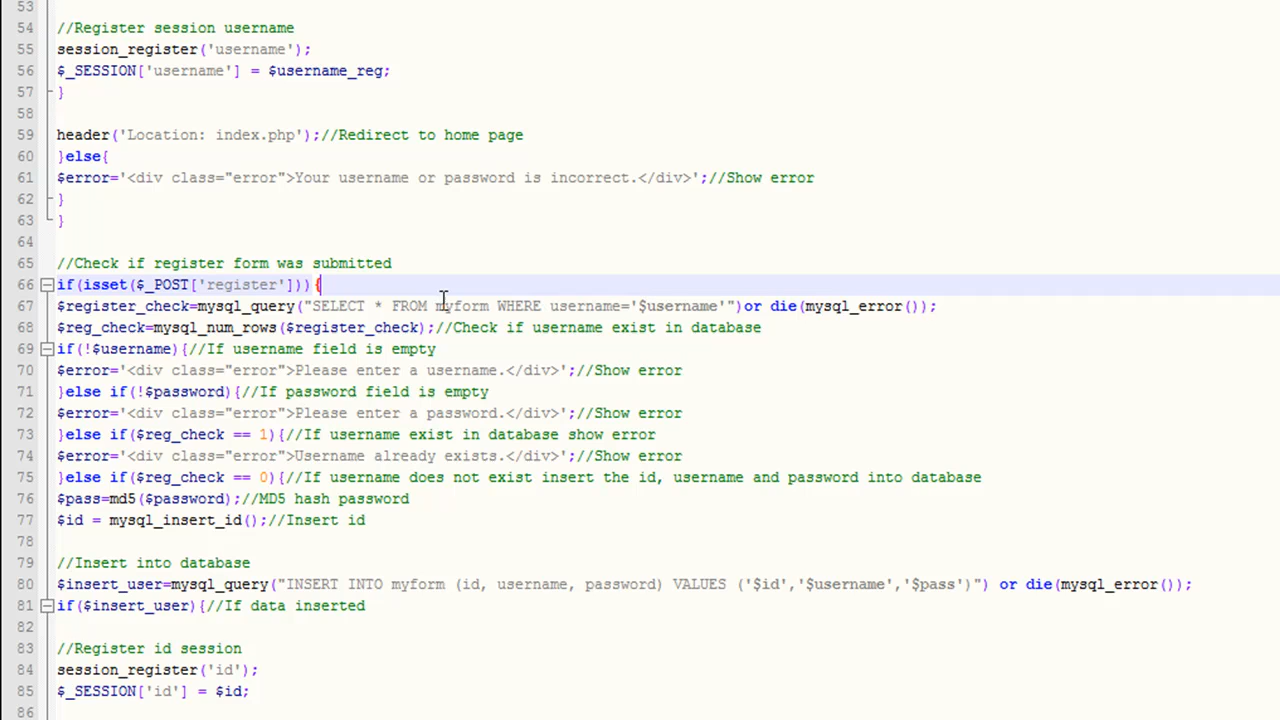 53
54 //Register session username
55 session_register('username');
56 $_SESSION['username'] = $username_reg;
57 }
58
59 header('Location: index.php');//Redirect to home page
60 }else{
61 $error='<div class="error">Your username or password is incorrect.</div>';//Show error
62 }
63 }
64
65 //Check if register form was submitted
66 if(isset($_POST['register'])){
67 $register_check=mysql_query("SELECT * FROM myform WHERE username='$username'")or die(mysql_error());
68 $reg_check=mysql_num_rows($register_check);//Check if username exist in database
69 if(!$username){//If username field is empty
70 $error='<div class="error">Please enter a username.</div>';//Show error
71 }else if(!$password){//If password field is empty
72 $error='<div class="error">Please enter a password.</div>';//Show error
73 }else if($reg_check == 1){//If username exist in database show error
74 $error='<div class="error">Username already exists.</div>';//Show error
75 }else if($reg_check == 0){//If username does not exist insert the id, username and password into database
76 $pass=md5($password);//MD5 hash password
77 $id = mysql_insert_id();//Insert id
78
79 //Insert into database
80 $insert_user=mysql_query("INSERT INTO myform (id, username, password) VALUES ('$id','$username','$pass')") or die(mysql_error());
81 if($insert_user){//If data inserted
82
83 //Register id session
84 session_register('id');
85 $_SESSION['id'] = $id;
86